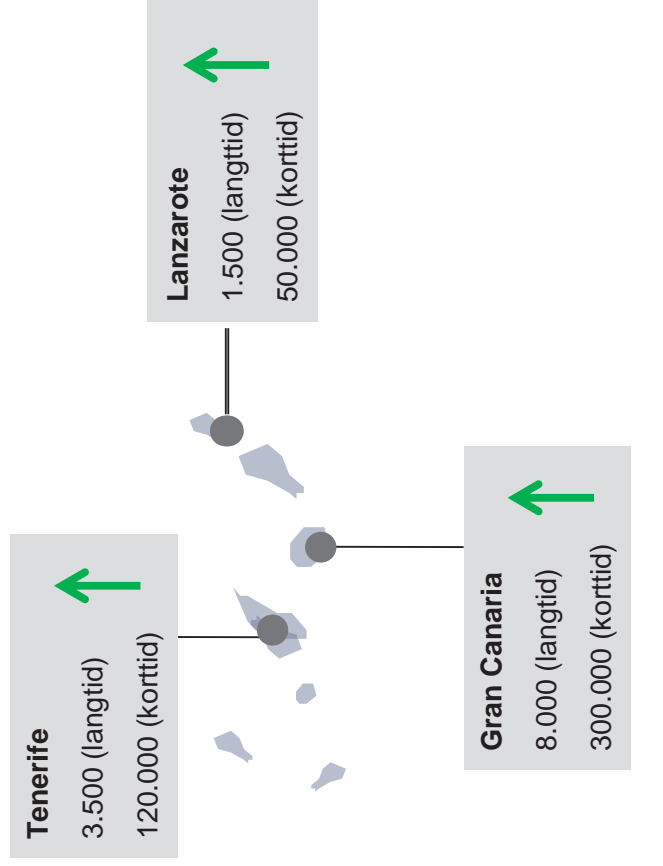 Tenerife
3.500 (langtid)
120.000 (korttid)
Gran Canaria
8.000 (langtid)
300.000 (korttid)
Lanzarote
1.500 (langttid)
50.000 (korttid)